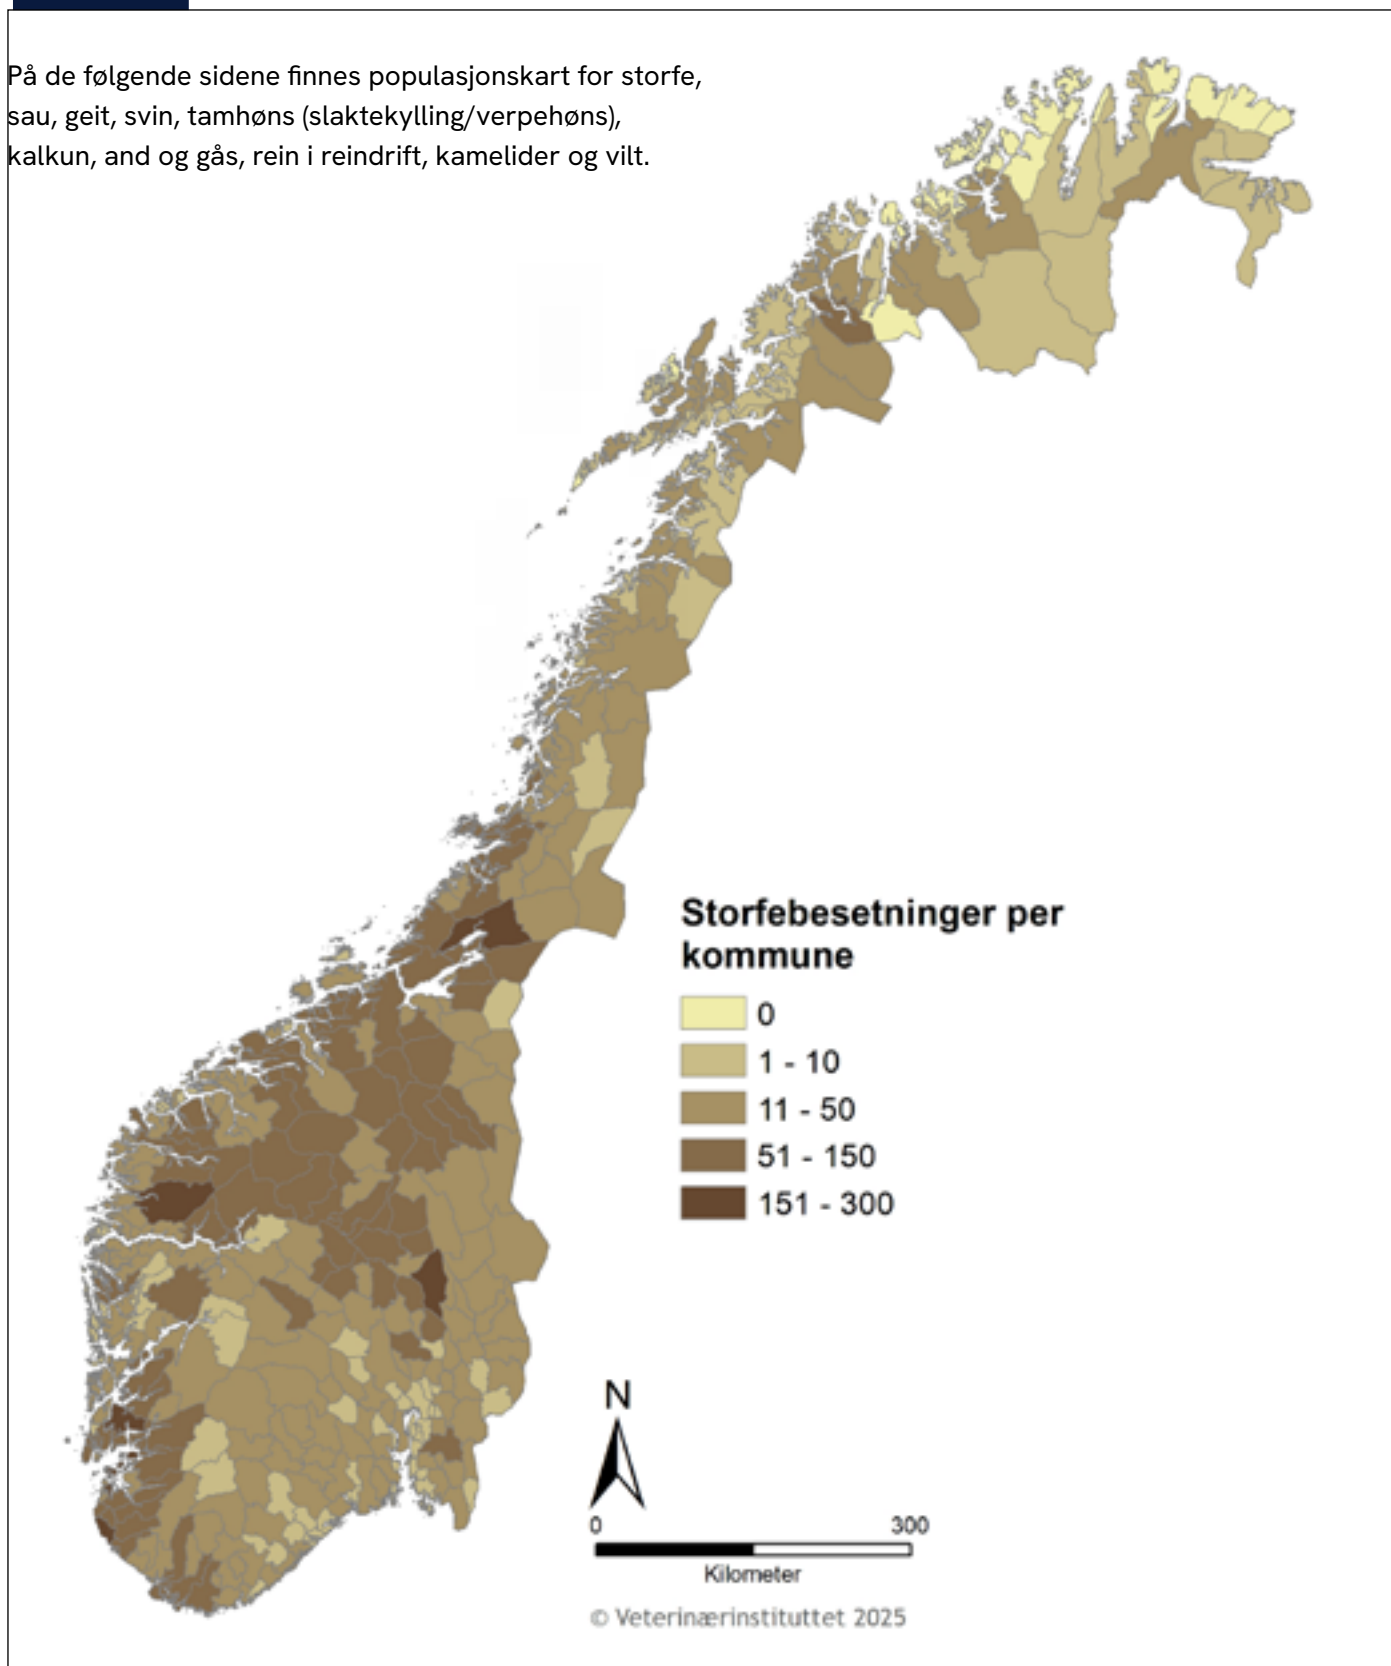 På de følgende sidene finnes populasjonskart for storfe,
sau, geit, svin, tamhøns (slaktekylling/verpehøns),
kalkun, and og gås, rein i reindrift, kamelider og vilt.
Storfebesetninger per
kommune
0
1 - 10
11 - 50
51 - 150
151 - 300
N
0 300
Kilometer
© Veterinærinstituttet 2025